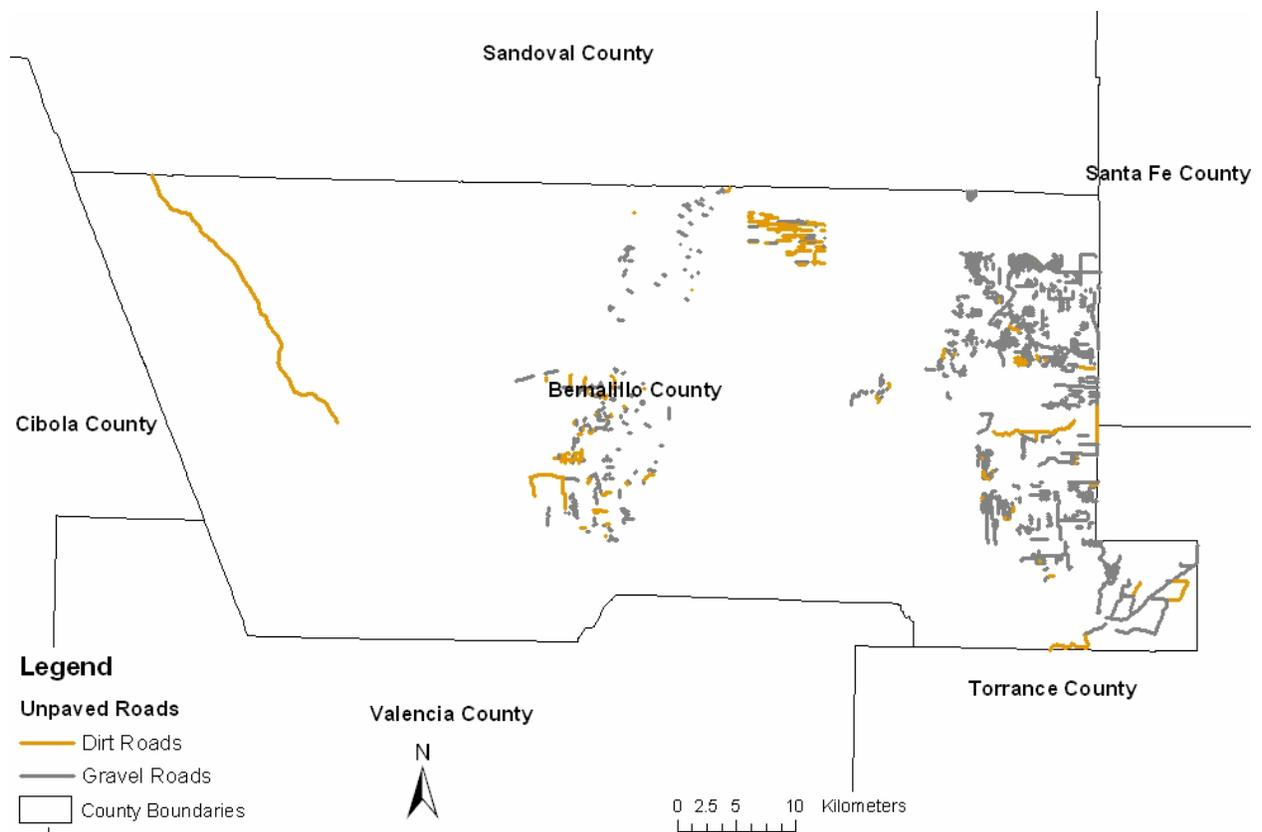 Sandoval County
Santa Fe County
Bernalillo County
Cibola County
Legend
Unpaved Roads
Dirt Roads
Gravel Roads
County Boundaries
Valencia County
Torrance County
N
0 2.5 5 10 Kilometers